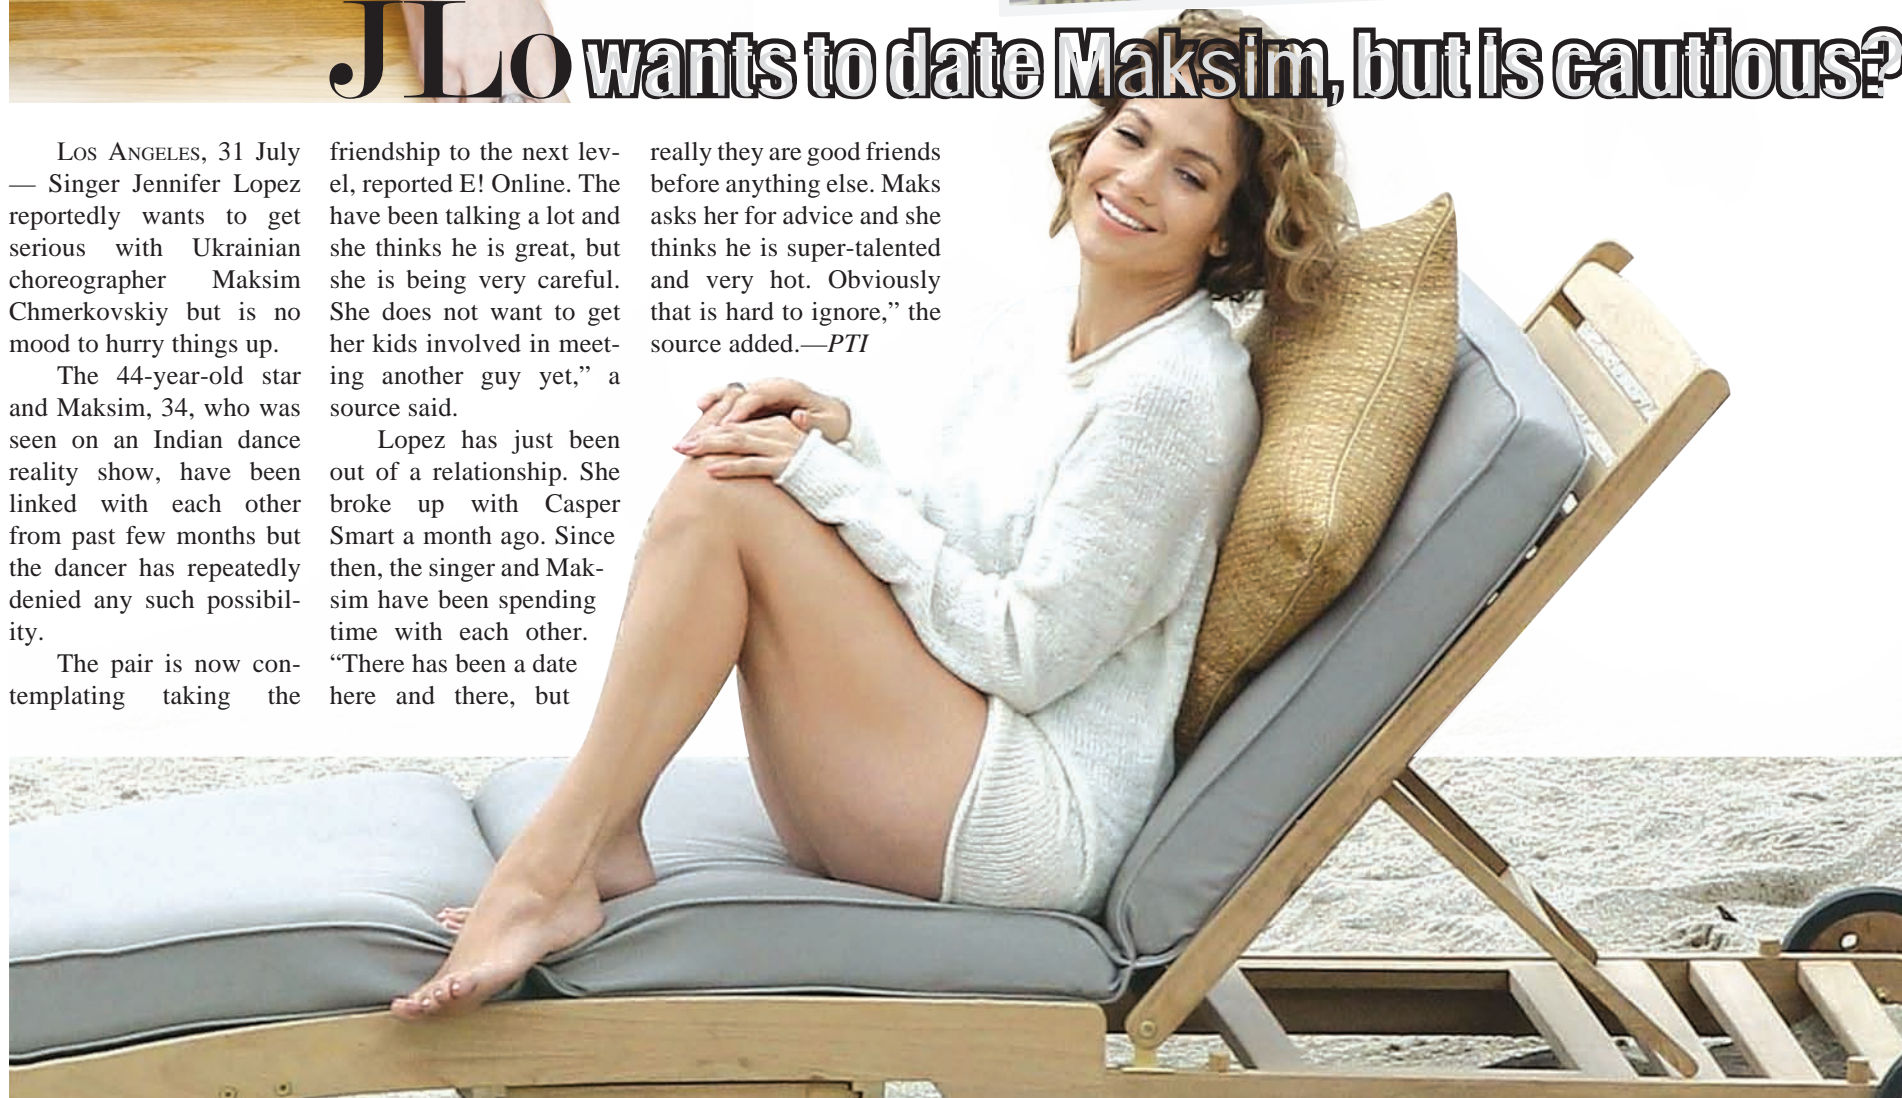 JLo wants to date Maksim, but is cautious?
Los Angeles, 31 July
— Singer Jennifer Lopez
reportedly wants to get
serious with Ukrainian
choreographer Maksim
Chmerkovskiy but is no
mood to hurry things up.
The 44-year-old star
and Maksim, 34, who was
seen on an Indian dance
reality show, have been
linked with each other
from past few months but
the dancer has repeatedly
denied any such possibil-
ity.
The pair is now con-
templating taking the
friendship to the next lev-
el, reported E! Online. The
have been talking a lot and
she thinks he is great, but
she is being very careful.
She does not want to get
her kids involved in meet-
ing another guy yet,” a
source said.
Lopez has just been
out of a relationship. She
broke up with Casper
Smart a month ago. Since
then, the singer and Mak-
sim have been spending
time with each other.
“There has been a date
here and there, but
really they are good friends
before anything else. Maks
asks her for advice and she
thinks he is super-talented
and very hot. Obviously
that is hard to ignore,” the
source added.—PTI